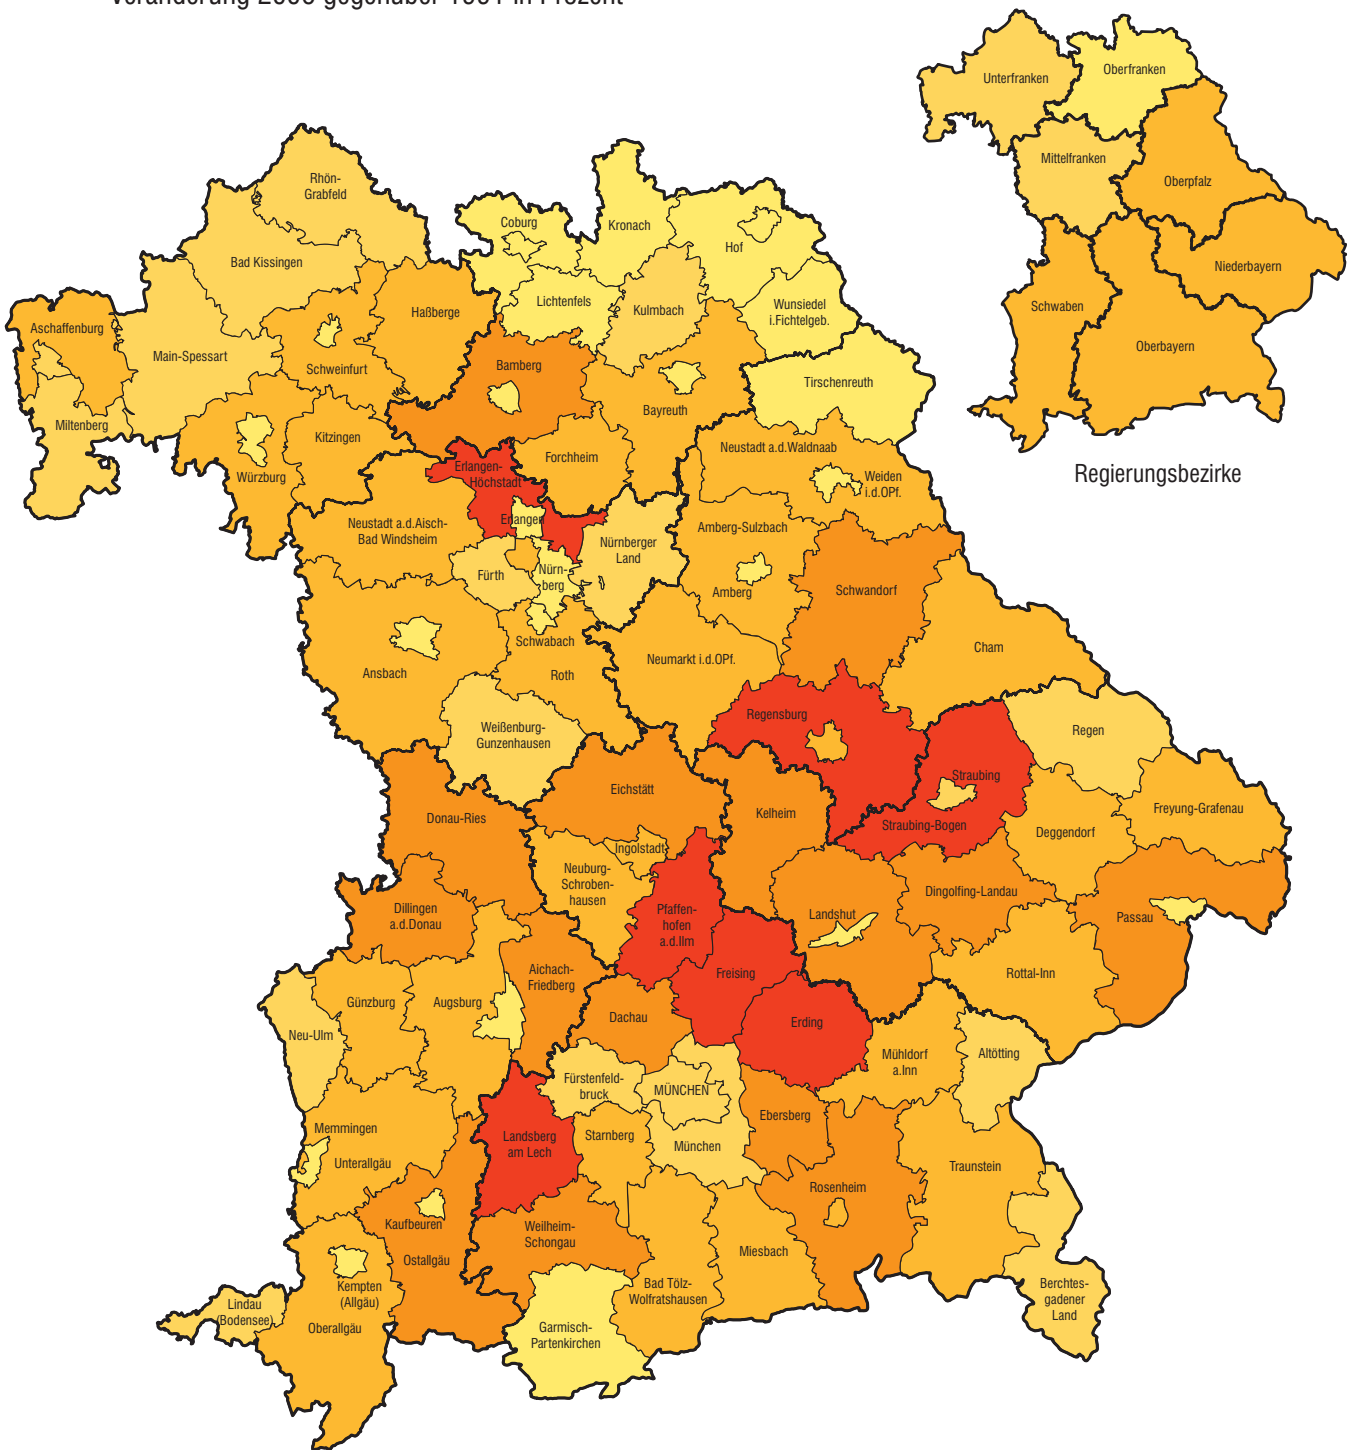 Veränderung 2006 gegenüber 1991 in Prozent
Unterfranken
Oberfranken
Mittelfranken
Oberpfalz
Niederbayern
Schwaben
Oberbayern
Regierungsbezirke
Rhön-
Grabfeld
Coburg
Kronach
Hof
Bad Kissingen
Lichtenfels
Kulmbach
Wunsiedel
i.Fichtelgeb.
Aschaffenburg
Haßberge
Main-Spessart
Schweinfurt
Bamberg
Tirschenreuth
Bayreuth
Miltenberg
Kitzingen
Würzburg
Forchheim
Neustadt a.d.Waldnaab
Weiden
i.d.OPf.
Erlangen-
Höchstadt
Erlangen
Neustadt a.d.Aisch-
Bad Windsheim
Nürnberger
Land
Amberg-Sulzbach
Fürth
Nürn-
berg
Amberg
Schwandorf
Schwabach
Roth
Ansbach
Neumarkt i.d.OPf.
Cham
Weißenburg-
Gunzenhausen
Regensburg
Regen
Straubing
Straubing-Bogen
Eichstätt
Kelheim
Donau-Ries
Deggendorf
Freyung-Grafenau
Ingolstadt
Neuburg-
Schroben-
hausen
Dillingen
a.d.Donau
Pfaffen-
hofen
a.d.Ilm
Landshut
Dingolfing-Landau
Passau
Aichach-
Friedberg
Freising
Rottal-Inn
Günzburg
Augsburg
Dachau
Erding
Neu-Ulm
Mühldorf
a.Inn
Altötting
Fürstenfeld-
bruck
MÜNCHEN
Ebersberg
Memmingen
Unterallgäu
Landsberg
am Lech
Starnberg
München
Traunstein
Rosenheim
Kaufbeuren
Ostallgäu
Weilheim-
Schongau
Miesbach
Kempten
(Allgäu)
Bad Tölz-
Wolfratshausen
Berchtes-
gadener
Land
Lindau
(Bodensee)
Oberallgäu
Garmisch-
Partenkirchen